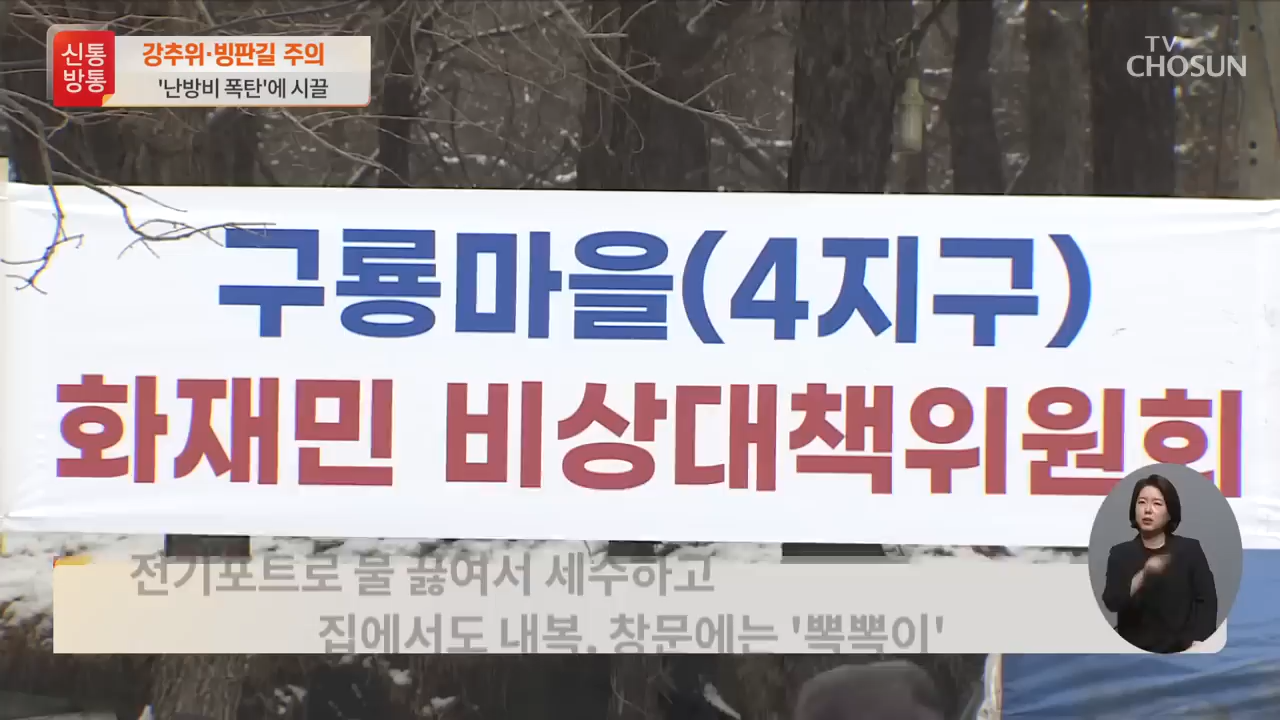 신통
방통
강추위·빙판길 주의
'난방비 폭탄'에 시끌
TV
CHOSUN
구룡마을(4지구)
화재민 비상대책위원회
전기포트로 물 끓여서 세수하고
집에서도 내복, 창문에는 '뽁뽁이'